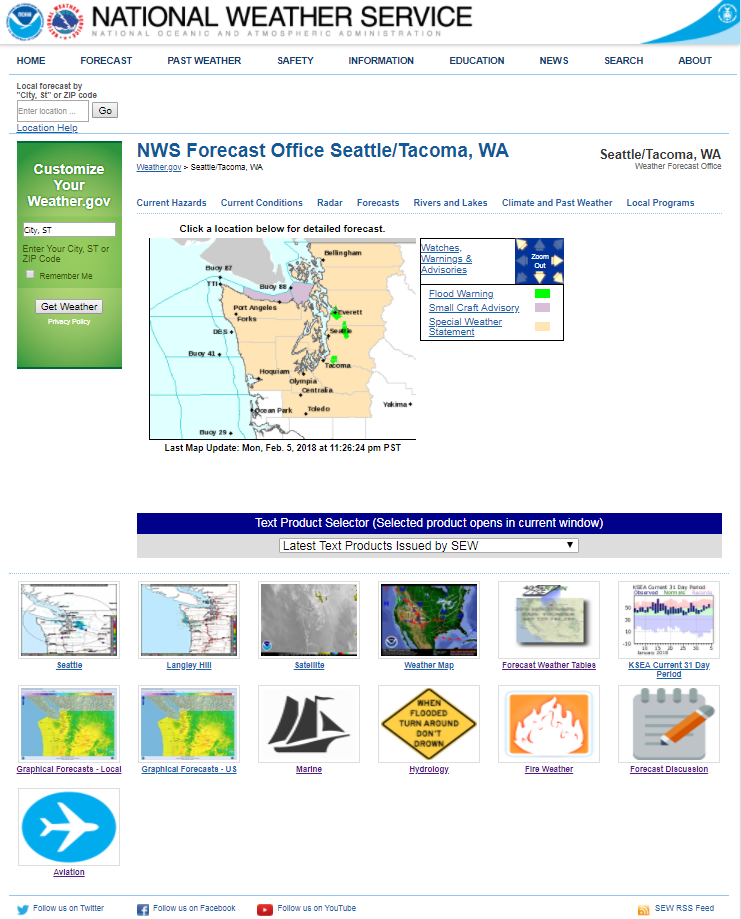 NATIONAL WEATHER SERVICE
NATIONAL OCEANIC AND ATMOSPHERIC ADMINISTRATION
HOME FORECAST PAST WEATHER SAFETY INFORMATION EDUCATION NEWS SEARCH ABOUT
Local forecast by
"City, St" or ZIP code
Enter location ...
Go
Location Help
Customize
Your
Weather.gov
City, ST
Enter Your City, ST or
ZIP Code
Remember Me
Get Weather
Privacy Policy
NWS Forecast Office Seattle/Tacoma, WA
Weather.gov > Seattle/Tacoma, WA
Seattle/Tacoma, WA
Weather Forecast Office
Current Hazards Current Conditions Radar Forecasts Rivers and Lakes Climate and Past Weather Local Programs
Click a location below for detailed forecast.
Bellingham
Buoy 87
TTI
Buoy 88
Port Angeles
Forks
Everett
DES
Seattle
Buoy 41
Tacoma
Hoquiam
Olympia
Centralia
Ocean Park
Toledo
Yakima
Buoy 29
Last Map Update: Mon, Feb. 5, 2018 at 11:26:24 pm PST
Watches,
Warnings &
Advisories
Zoom
Out
Flood Warning
Small Craft Advisory
Special Weather
Statement
Text Product Selector (Selected product opens in current window)
Latest Text Products Issued by SEW
Seattle
Langley Hill
Satellite
Weather Map
Forecast Weather Tables
KSEA Current 31 Day Period
Observed Normals Records
50
30
10
-10
10 15 20 25 30 5
January 2018
KSEA Current 31 Day
Period
Graphical Forecasts - Local
Graphical Forecasts - US
Marine
WHEN
FLOODED
TURN AROUND
DON'T
DROWN
Hydrology
Fire Weather
Forecast Discussion
Aviation
Follow us on Twitter
Follow us on Facebook
Follow us on YouTube
SEW RSS Feed